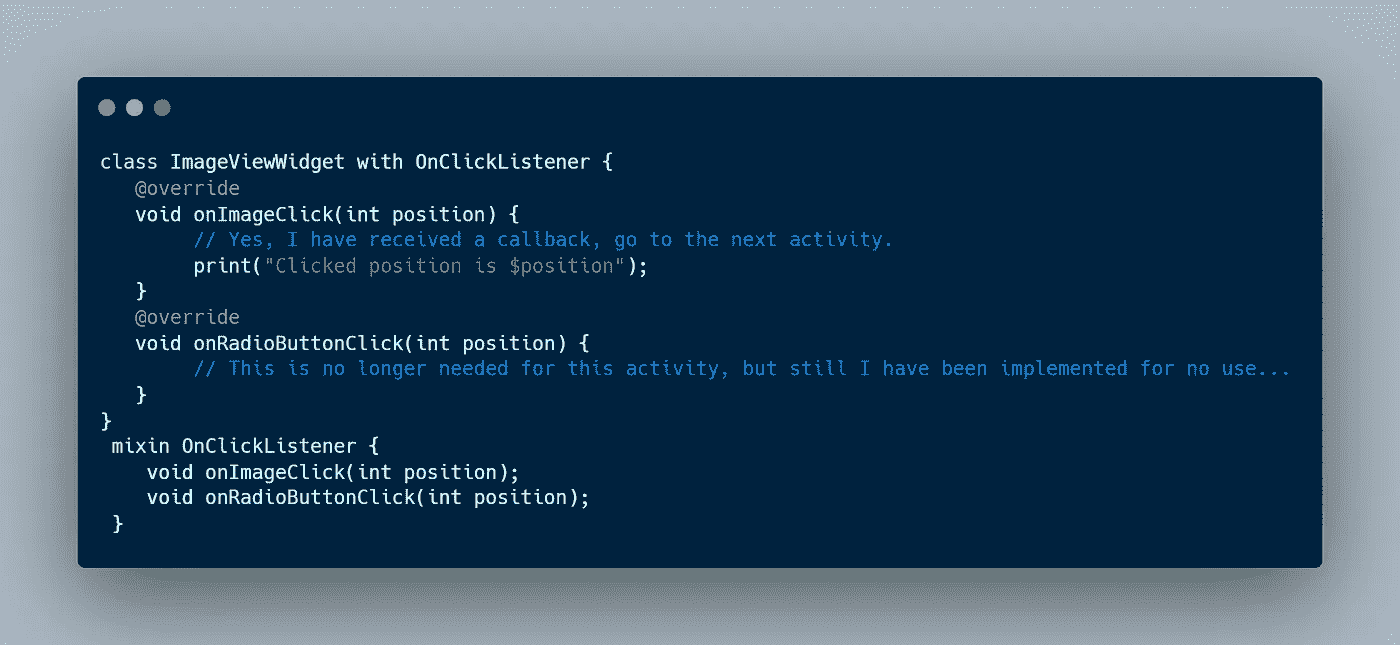 class ImageViewWidget with OnClickListener {
@override
void onImageClick(int position) {
// Yes, I have received a callback, go to the next activity.
print("Clicked position is $position");
}
@override
void onRadioButtonClick(int position) {
// This is no longer needed for this activity, but still I have been implemented for no use...
}
}
mixin OnClickListener {
void onImageClick(int position);
void onRadioButtonClick(int position);
}